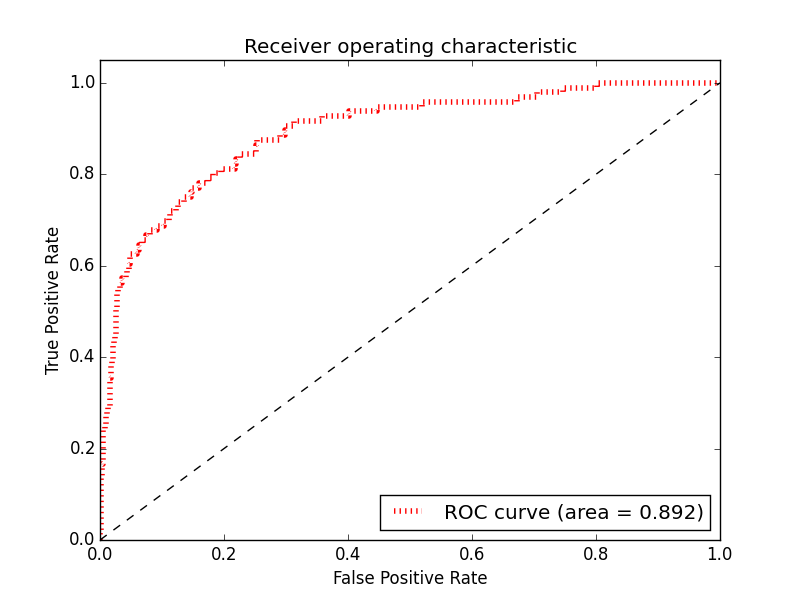 Receiver operating characteristic
1.0
0.8
0.6
0.4
0.2
0.0
True Positive Rate
ROC curve (area = 0.892)
0.0 0.2 0.4 0.6 0.8 1.0
False Positive Rate